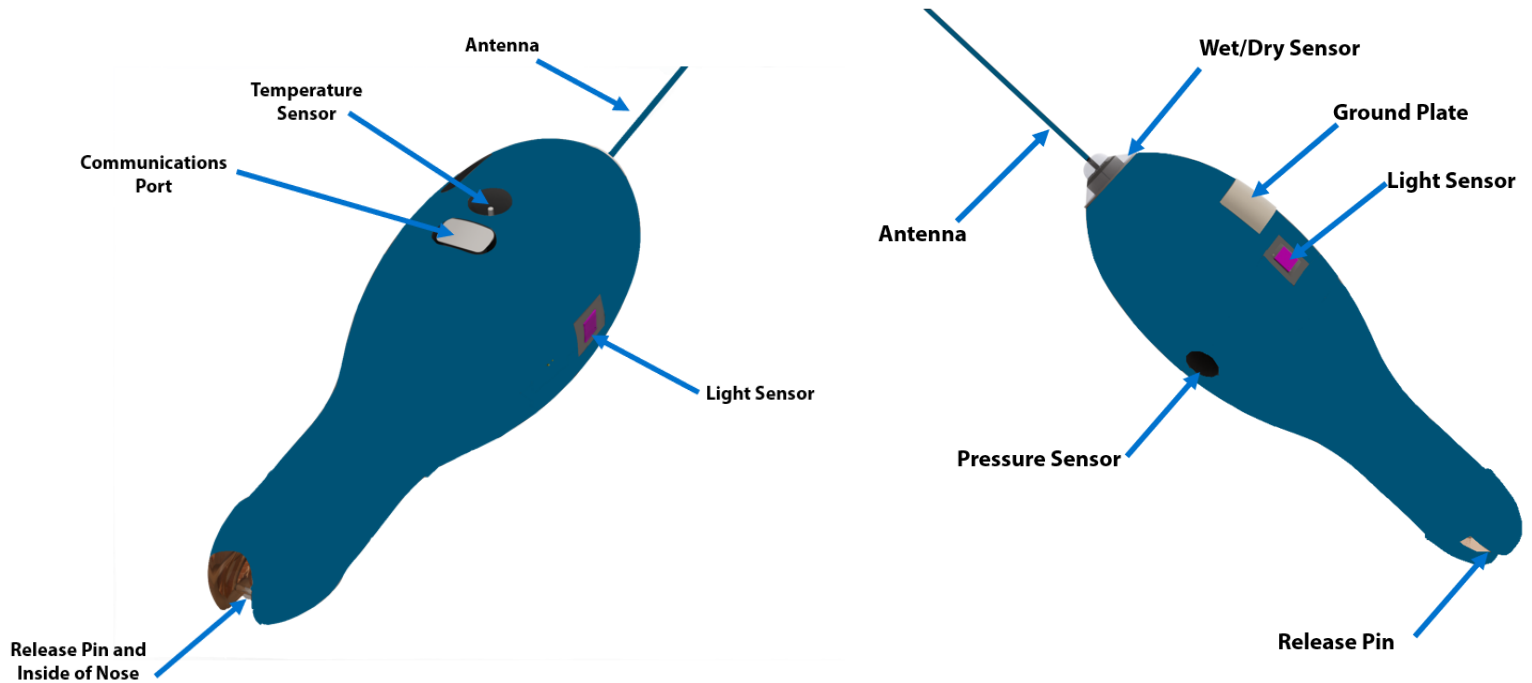 Antenna
Temperature
Sensor
Communications
Port
Light Sensor
Release Pin and
Inside of Nose
Wet/Dry Sensor
Ground Plate
Light Sensor
Antenna
Pressure Sensor
Release Pin